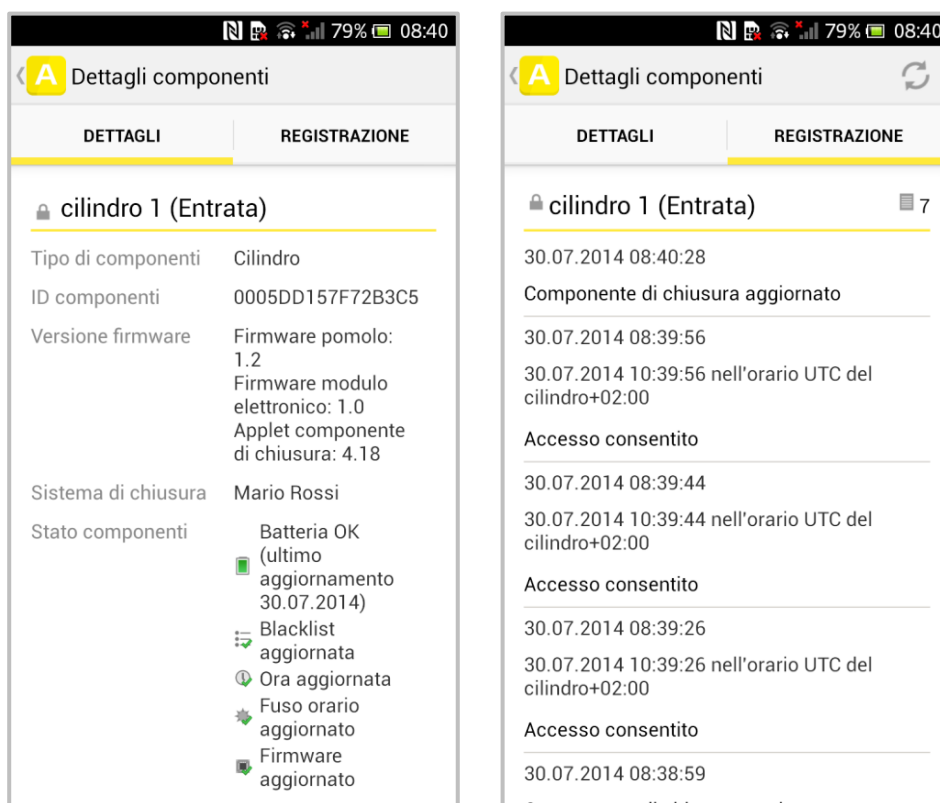 79% 08:40
A Dettagli componenti
DETTAGLI REGISTRAZIONE
cilindro 1 (Entrata)
Tipo di componenti Cilindro
ID componenti 0005DD157F72B3C5
Versione firmware Firmware pomolo:
1.2
Firmware modulo
elettronico: 1.0
Applet componente
di chiusura: 4.18
Sistema di chiusura Mario Rossi
Stato componenti Batteria OK
(ultimo
aggiornamento
30.07.2014)
Blacklist
aggiornata
Ora aggiornata
Fuso orario
aggiornato
Firmware
aggiornato
79% 08:40
A Dettagli componenti
DETTAGLI REGISTRAZIONE
cilindro 1 (Entrata) 7
30.07.2014 08:40:28
Componente di chiusura aggiornato
30.07.2014 08:39:56
30.07.2014 10:39:56 nell'orario UTC del
cilindro+02:00
Accesso consentito
30.07.2014 08:39:44
30.07.2014 10:39:44 nell'orario UTC del
cilindro+02:00
Accesso consentito
30.07.2014 08:39:26
30.07.2014 10:39:26 nell'orario UTC del
cilindro+02:00
Accesso consentito
30.07.2014 08:38:59